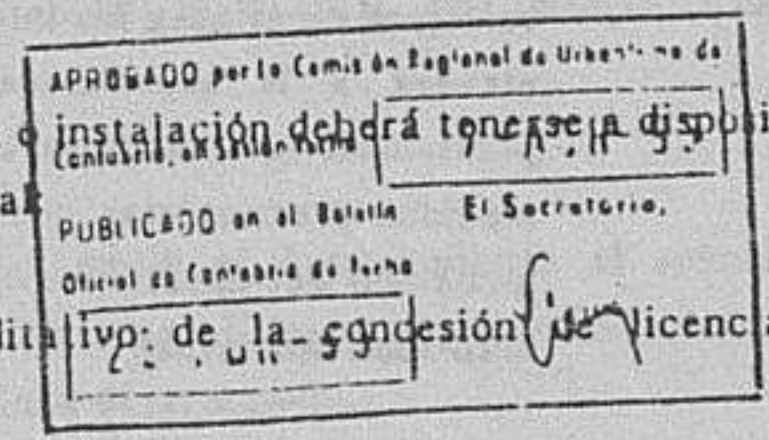 APROBADO por la Comisión Regional de Urbanismo de
o instalación deberá tenerse a disposi
Cantabria, en sesión
PUBLICADO en el Boletín El Secretario,
Oficial de Cantabria de fecha
ditativo de la concesión de licencia